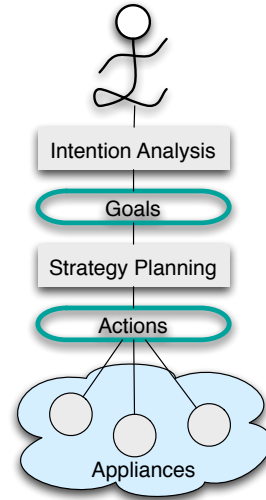 Intention Analysis
Goals
Strategy Planning
Actions
Appliances